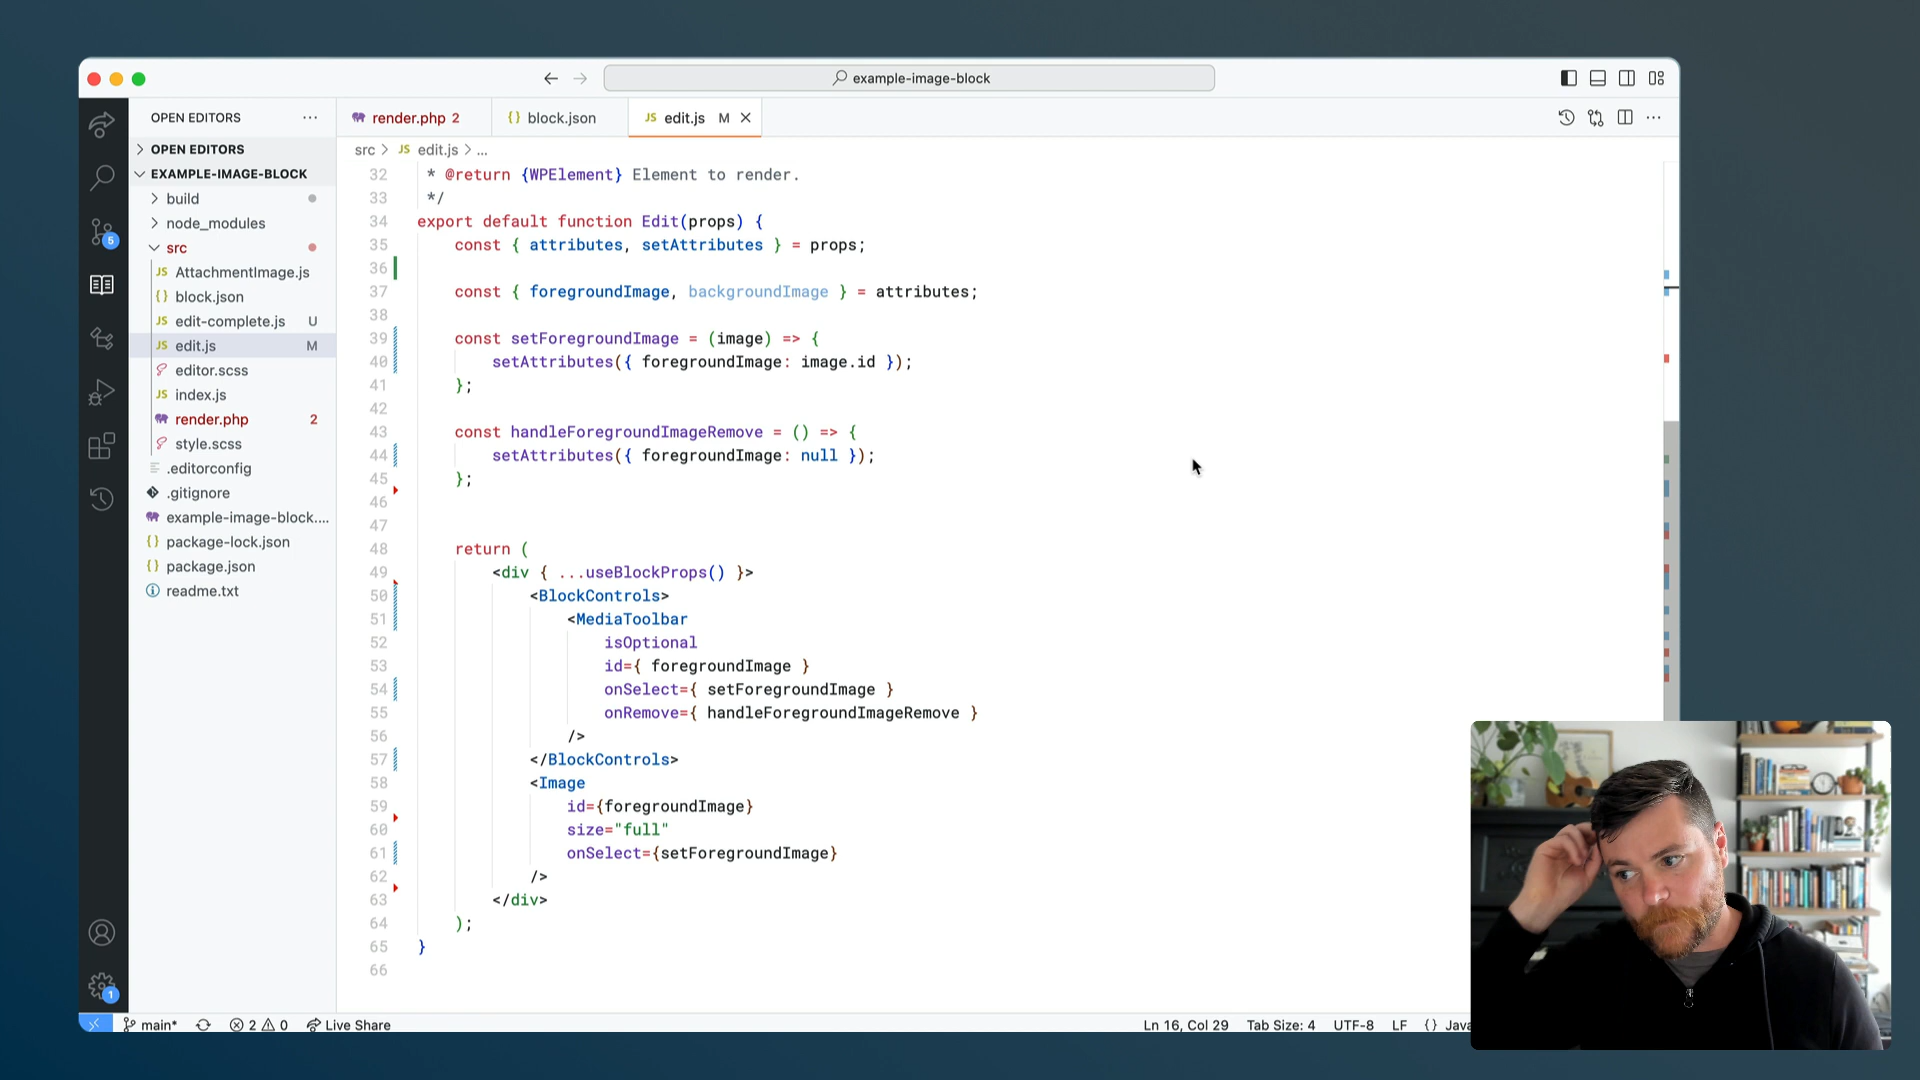 example-image-block
OPEN EDITORS
render.php 2
block.json
edit.js M
OPEN EDITORS
EXAMPLE-IMAGE-BLOCK
build
node_modules
src
AttachmentImage.js
block.json
edit-complete.js U
edit.js M
editor.scss
index.js
render.php 2
style.scss
.editorconfig
.gitignore
example-image-block....
package-lock.json
package.json
readme.txt
5
1
src > JS edit.js > ...
32 * @return {WPElement} Element to render.
33 */
34 export default function Edit(props) {
35 const { attributes, setAttributes } = props;
36
37 const { foregroundImage, backgroundImage } = attributes;
38
39 const setForegroundImage = (image) => {
40 setAttributes({ foregroundImage: image.id });
41 };
42
43 const handleForegroundImageRemove = () => {
44 setAttributes({ foregroundImage: null });
45 };
46
47
48 return (
49 <div { ...useBlockProps() }>
50 <BlockControls>
51 <MediaToolbar
52 isOptional
53 id={ foregroundImage }
54 onSelect={ setForegroundImage }
55 onRemove={ handleForegroundImageRemove }
56 />
57 </BlockControls>
58 <Image
59 id={foregroundImage}
60 size="full"
61 onSelect={setForegroundImage}
62 />
63 </div>
64 );
65 }
66
main* 2 0 Live Share
Ln 16, Col 29 Tab Size: 4 UTF-8 LF {} Java